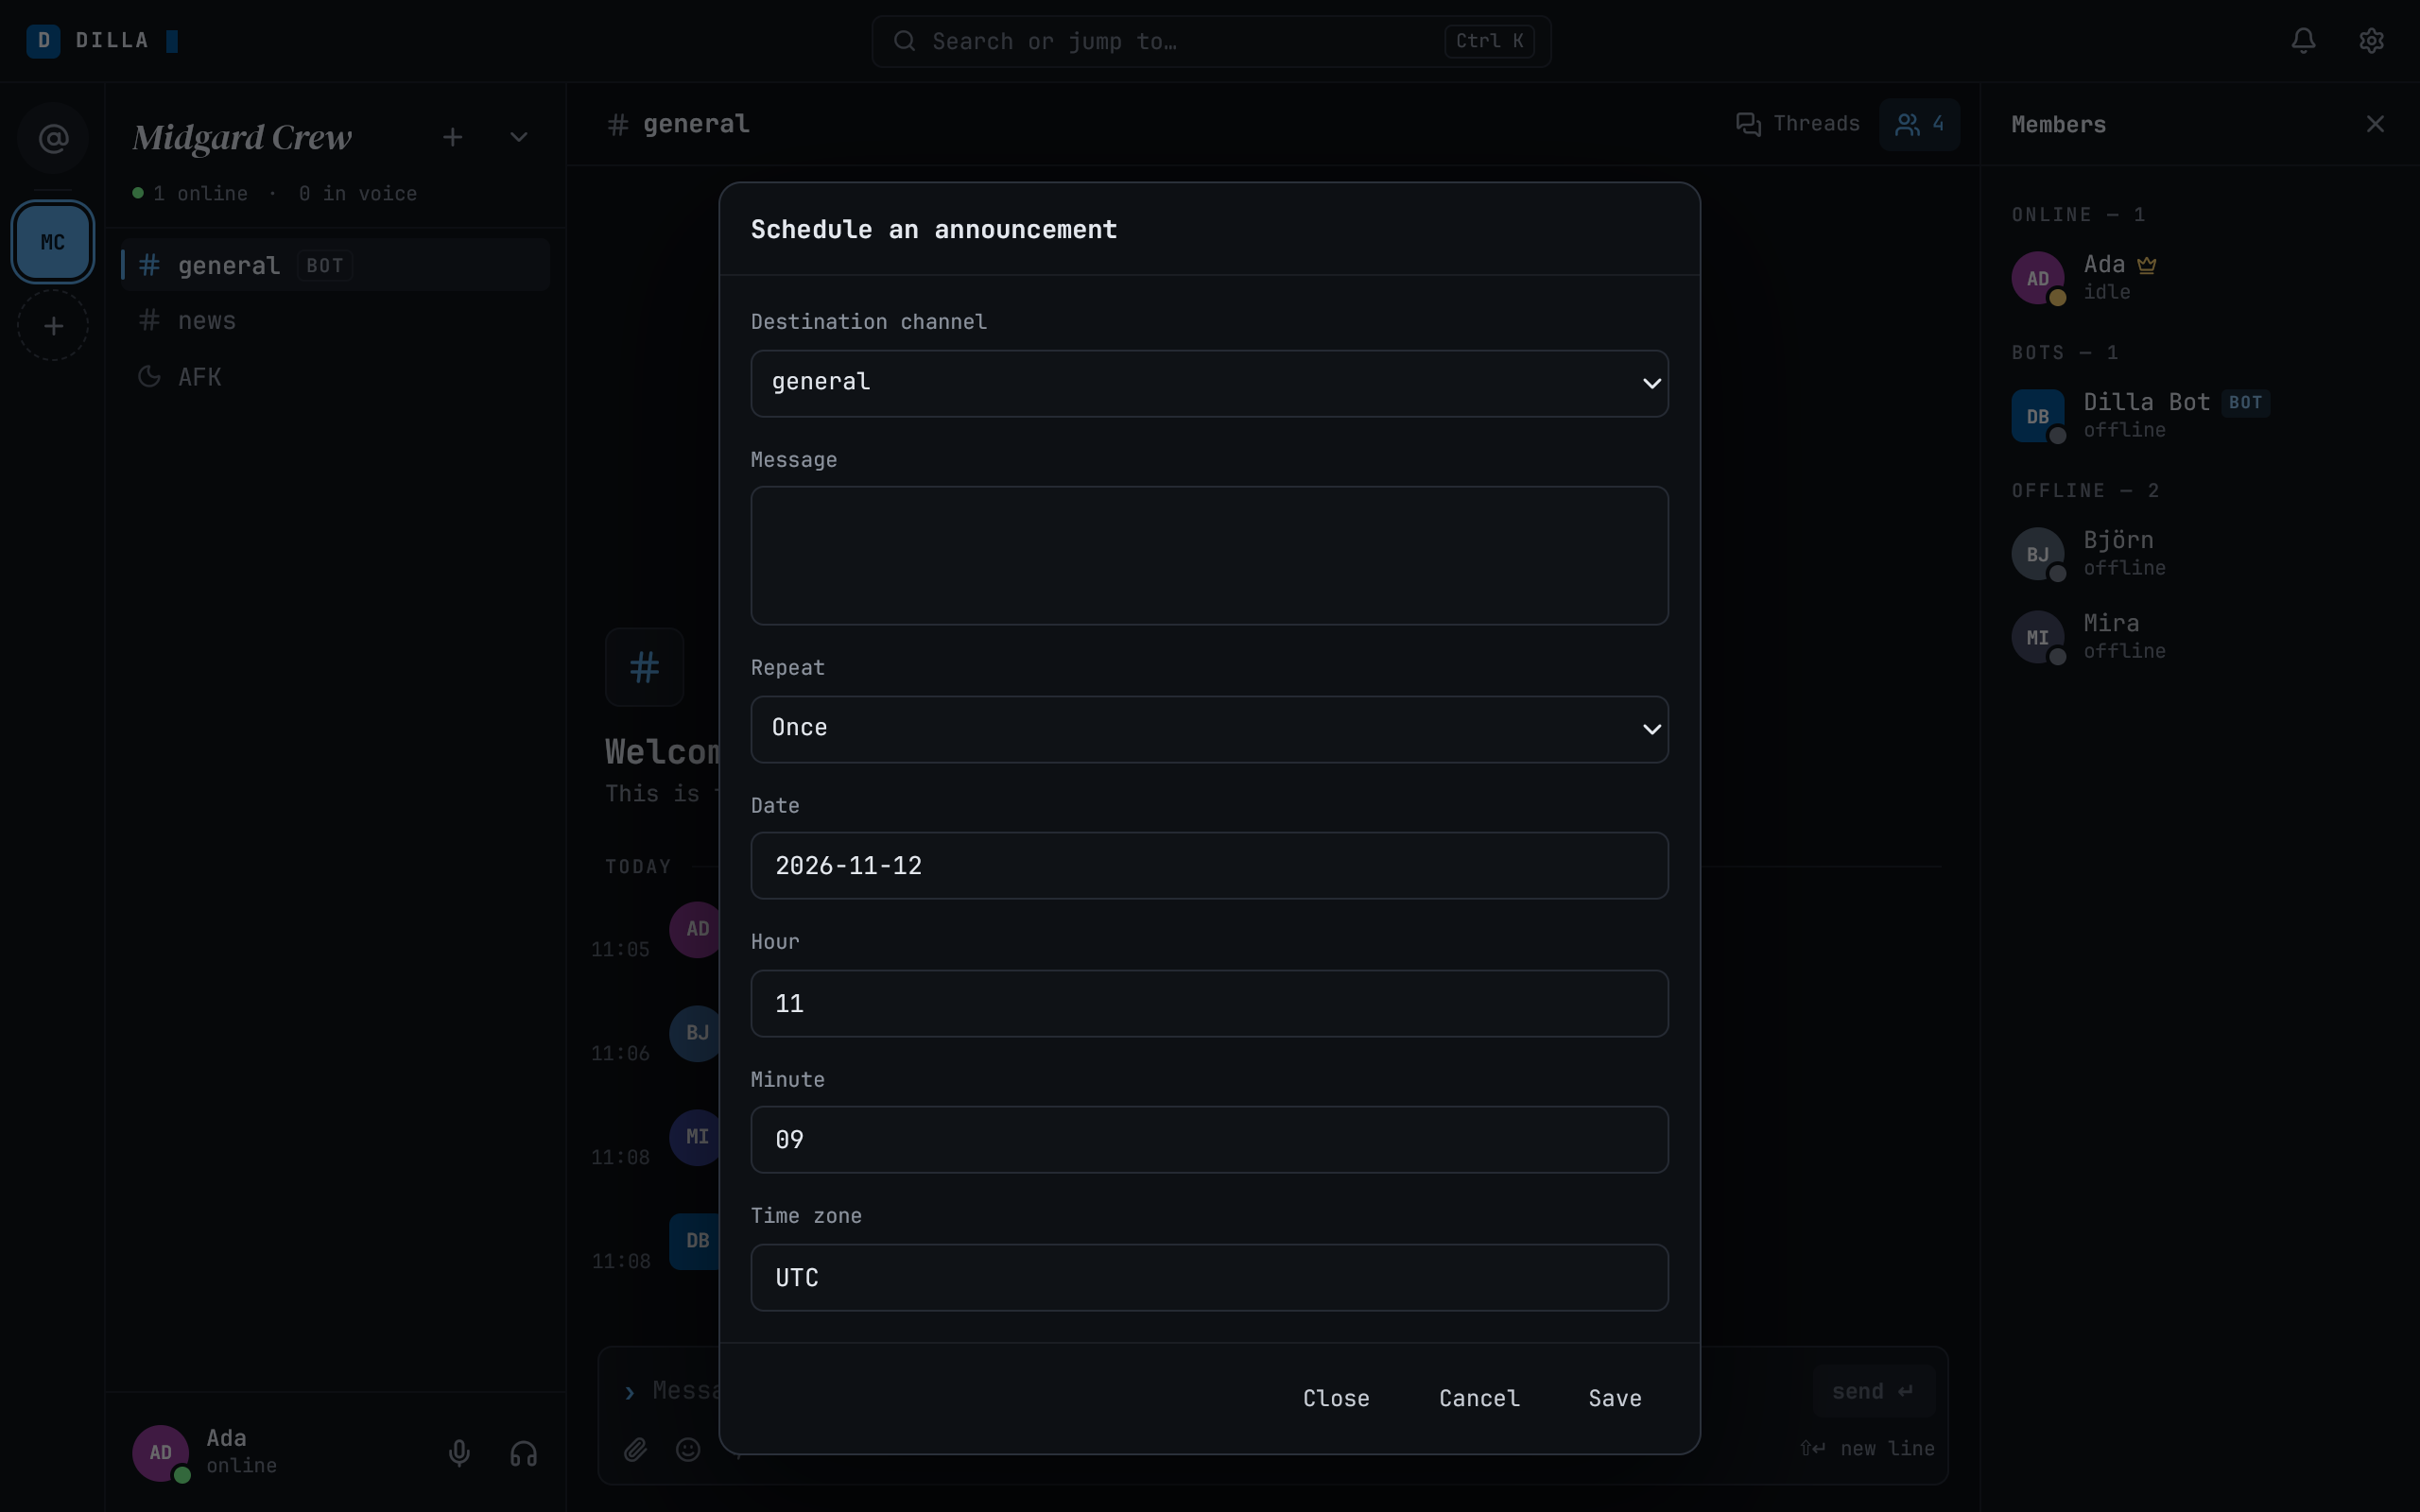 D DILLA
Search or jump to…
Ctrl K
@
Midgard Crew
1 online · 0 in voice
MC
# general BOT
# news
AFK
Ada
AD
online
# general
Threads
4
Welcom
This is
TODAY
11:05 AD
11:06 BJ
11:08 MI
11:08 DB
› Messa
send ↵
⇧↵ new line
Schedule an announcement
Destination channel
general
Message
Repeat
Once
Date
2026-11-12
Hour
11
Minute
09
Time zone
UTC
Close Cancel Save
Members
ONLINE — 1
AD Ada
idle
BOTS — 1
DB Dilla Bot BOT
offline
OFFLINE — 2
BJ Björn
offline
MI Mira
offline